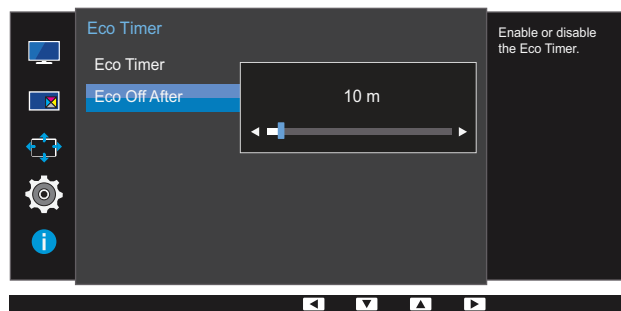 Eco Timer
Eco Timer
Eco Off After
10 m
Enable or disable
the Eco Timer.